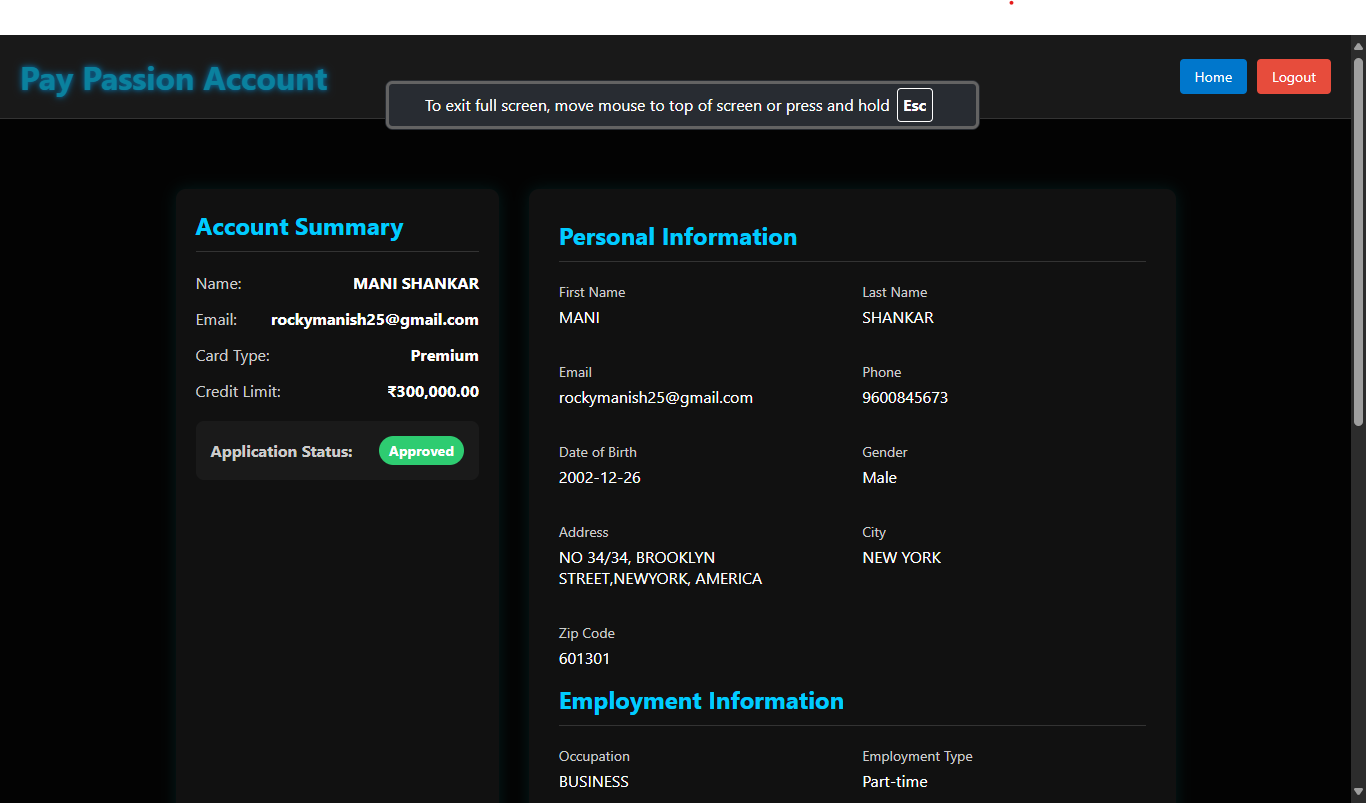 Pay Passion Account
Home
Logout
To exit full screen, move mouse to top of screen or press and hold Esc
Account Summary
Name: MANI SHANKAR
Email: rockymanish25@gmail.com
Card Type: Premium
Credit Limit: ₹300,000.00
Application Status: Approved
Personal Information
First Name
MANI
Last Name
SHANKAR
Email
rockymanish25@gmail.com
Phone
9600845673
Date of Birth
2002-12-26
Gender
Male
Address
NO 34/34, BROOKLYN
STREET,NEWYORK, AMERICA
City
NEW YORK
Zip Code
601301
Employment Information
Occupation
BUSINESS
Employment Type
Part-time